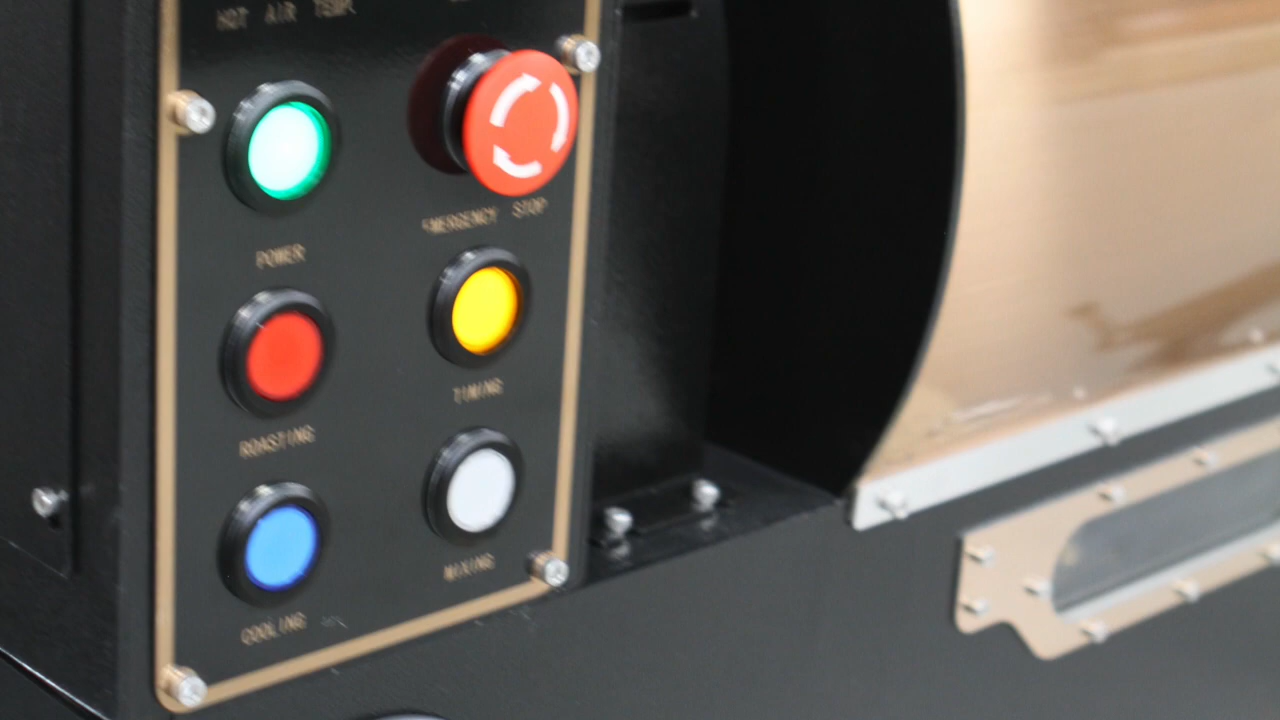 HOT AIR TEMP.
EMERGENCY STOP
POWER
TIMING
ROASTING
MIXING
COOLING